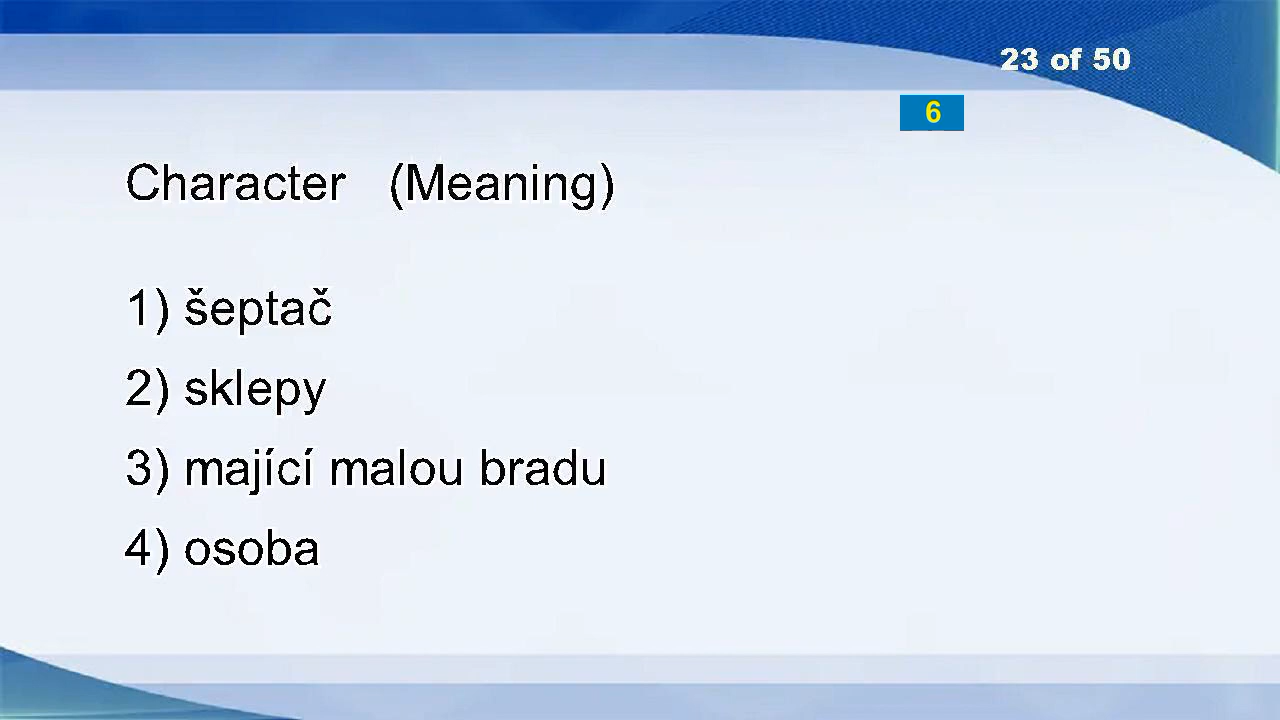 23 of 50
6
Character (Meaning)
1) šeptač
2) sklepy
3) mající malou bradu
4) osoba